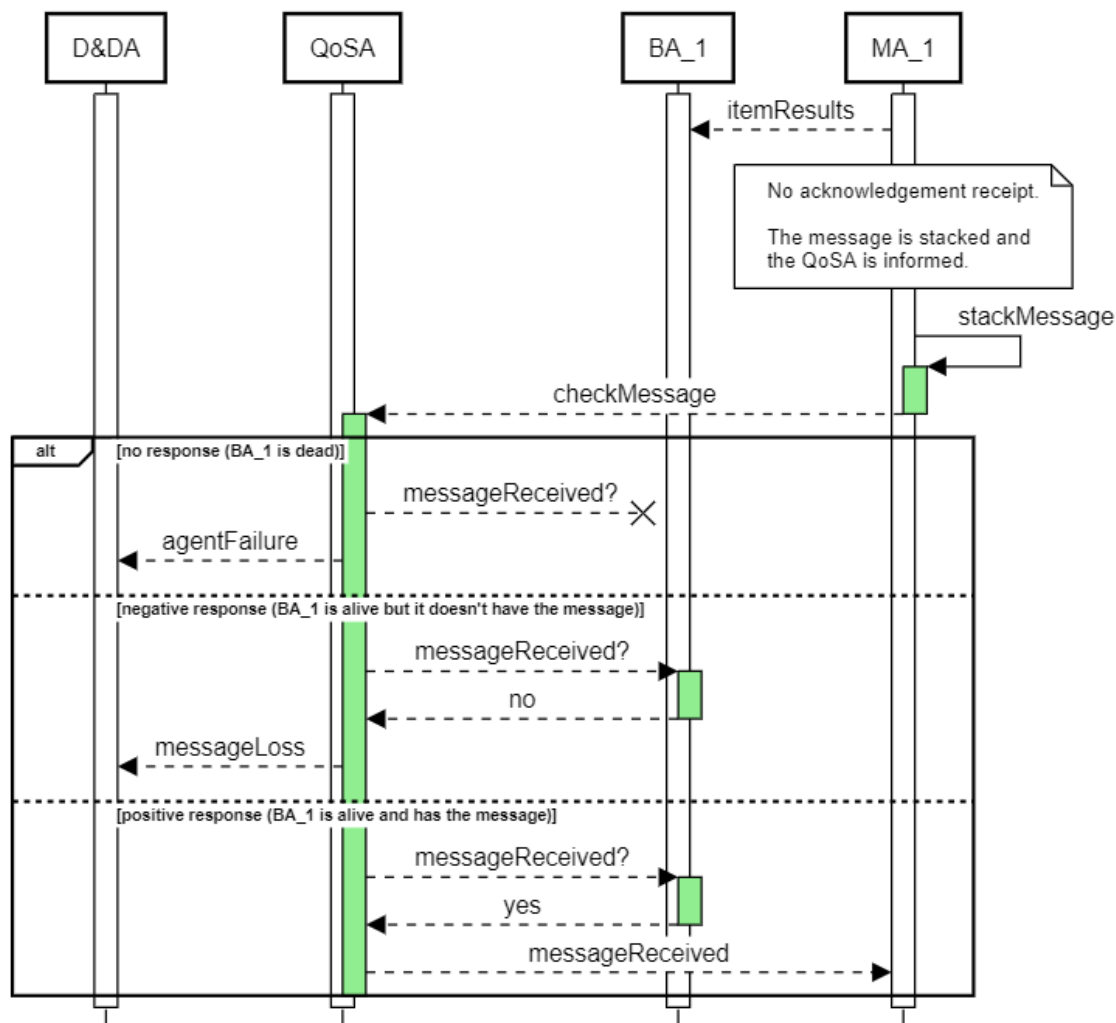 D&DA
QoSA
BA_1
MA_1
itemResults
No acknowledgement receipt.
The message is stacked and
the QoSA is informed.
stackMessage
checkMessage
alt
[no response (BA_1 is dead)]
messageReceived?
agentFailure
[negative response (BA_1 is alive but it doesn't have the message)]
messageReceived?
no
messageLoss
[positive response (BA_1 is alive and has the message)]
messageReceived?
yes
messageReceived